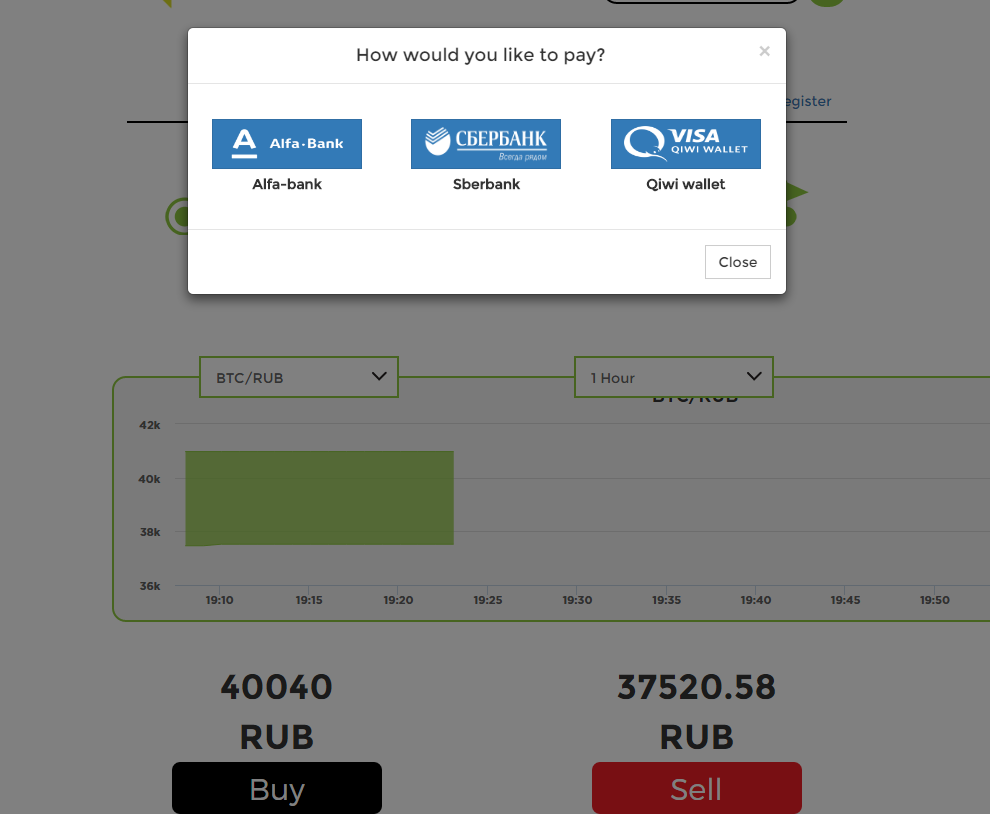 How would you like to pay?
×
egister
Alfa·Bank
СБЕРБАНК
Всегда рядом
VISA
QIWI WALLET
Alfa-bank
Sberbank
Qiwi wallet
Close
BTC/RUB
1 Hour
BTC/RUB
42k
40k
38k
36k
19:10
19:15
19:20
19:25
19:30
19:35
19:40
19:45
19:50
40040
RUB
37520.58
RUB
Buy
Sell